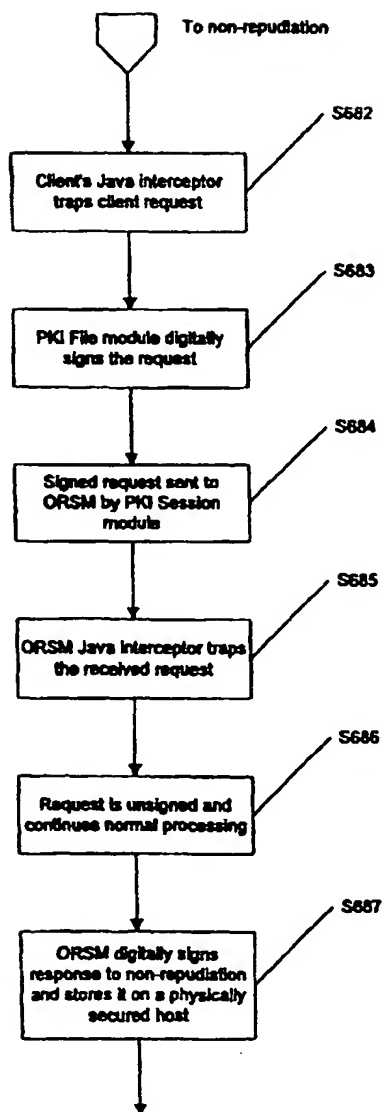 To non-repudiation
S682
Client's Java interceptor
traps client request
S683
PKI File module digitally
signs the request
S684
Signed request sent to
ORSM by PKI Session
module
S685
ORSM Java interceptor traps
the received request
S686
Request is unsigned and
continues normal processing
S687
ORSM digitally signs
response to non-repudiation
and stores it on a physically
secured host